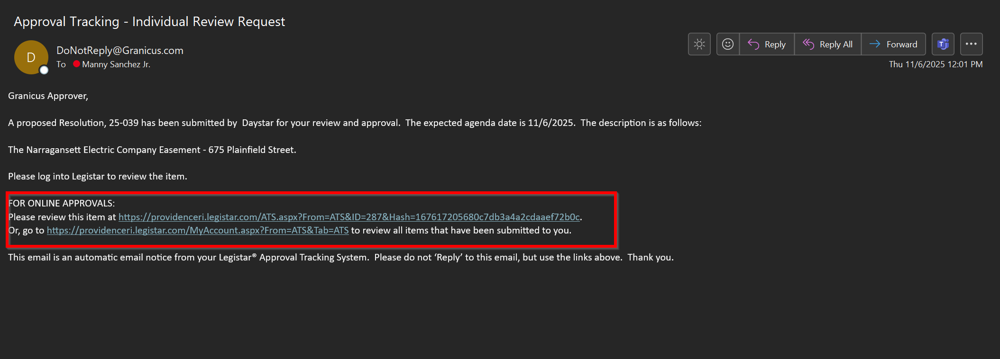 Approval Tracking - Individual Review Request
D
DoNotReply@Granicus.com
To Manny Sanchez Jr.
Reply
Reply All
Forward
T
Thu 11/6/2025 12:01 PM
Granicus Approver,
A proposed Resolution, 25-039 has been submitted by  Daystar for your review and approval.  The expected agenda date is 11/6/2025.  The description is as follows:
The Narragansett Electric Company Easement - 675 Plainfield Street.
Please log into Legistar to review the item.
FOR ONLINE APPROVALS:
Please review this item at https://providenceri.legistar.com/ATS.aspx?From=ATS&ID=287&Hash=167617205680c7db3a4a2cdaaef72b0c.
Or, go to https://providenceri.legistar.com/MyAccount.aspx?From=ATS&Tab=ATS to review all items that have been submitted to you.
This email is an automatic email notice from your Legistar® Approval Tracking System.  Please do not ‘Reply’ to this email, but use the links above.  Thank you.